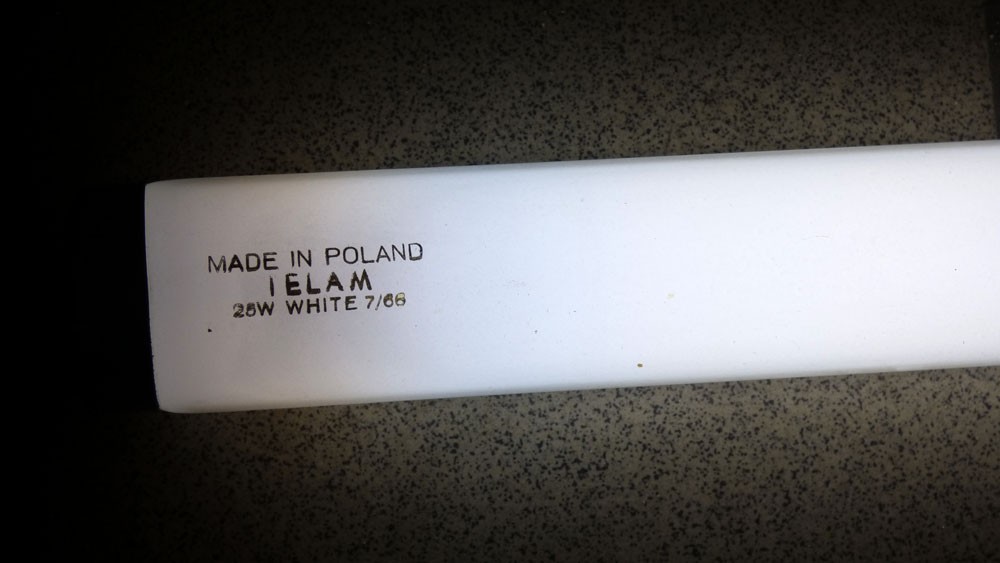 MADE IN POLAND
IELAM
25W WHITE 7/66